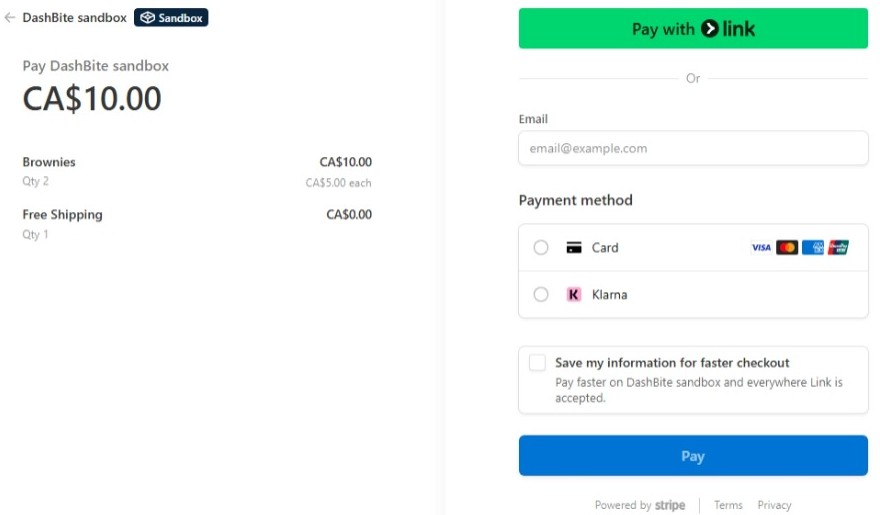 DashBite sandbox Sandbox
Pay DashBite sandbox
CA$10.00
Brownies CA$10.00
Qty 2 CA$5.00 each
Free Shipping CA$0.00
Qty 1
Pay with link
Or
Email
email@example.com
Payment method
Card VISA
Klarna
Save my information for faster checkout
Pay faster on DashBite sandbox and everywhere Link is
accepted.
Pay
Powered by stripe Terms Privacy